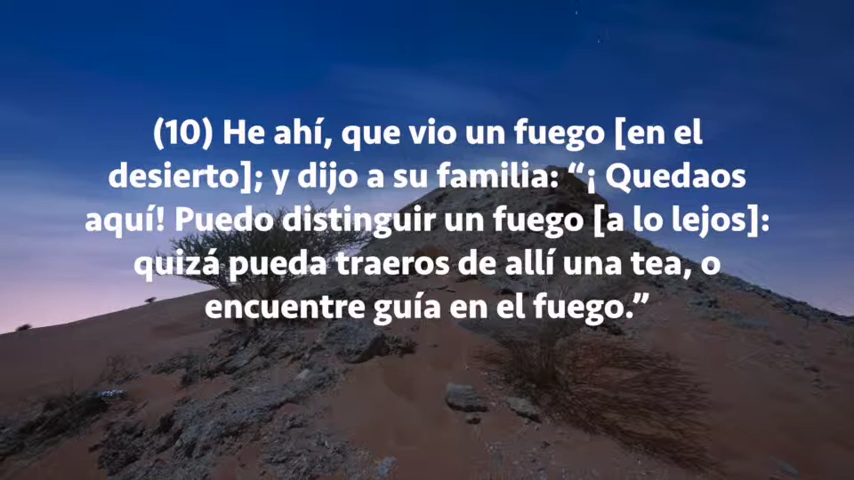 (10) He ahí, que vio un fuego [en el
desierto]; y dijo a su familia: “¡ Quedaos
aquí! Puedo distinguir un fuego [a lo lejos]:
quizá pueda traeros de allí una tea, o
encuentre guía en el fuego.”